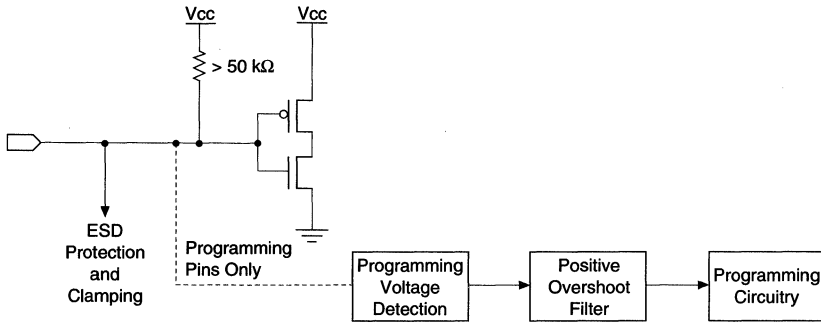 Vcc
Vcc
> 50 kΩ
ESD
Protection
and
Clamping
Programming
Pins Only
Programming
Voltage
Detection
Positive
Overshoot
Filter
Programming
Circuitry